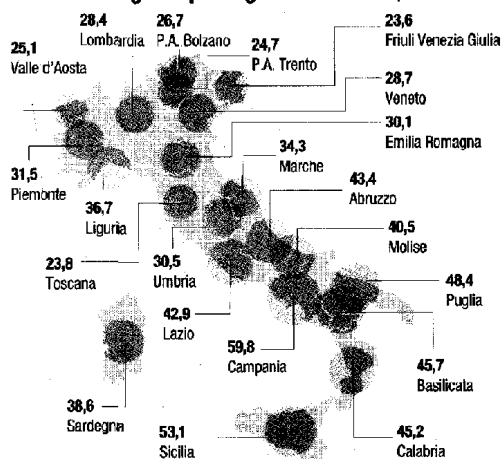 28,4
Lombardia
26,7
P.A. Bolzano
23,6
Friuli Venezia Giulia
25,1
Valle d'Aosta
24,7
P.A. Trento
28,7
Veneto
30,1
Emilia Romagna
34,3
Marche
31,5
Piemonte
43,4
Abruzzo
36,7
Liguria
40,5
Molise
23,8
Toscana
30,5
Umbria
48,4
Puglia
42,9
Lazio
59,8
Campania
45,7
Basilicata
38,6
Sardegna
53,1
Sicilia
45,2
Calabria